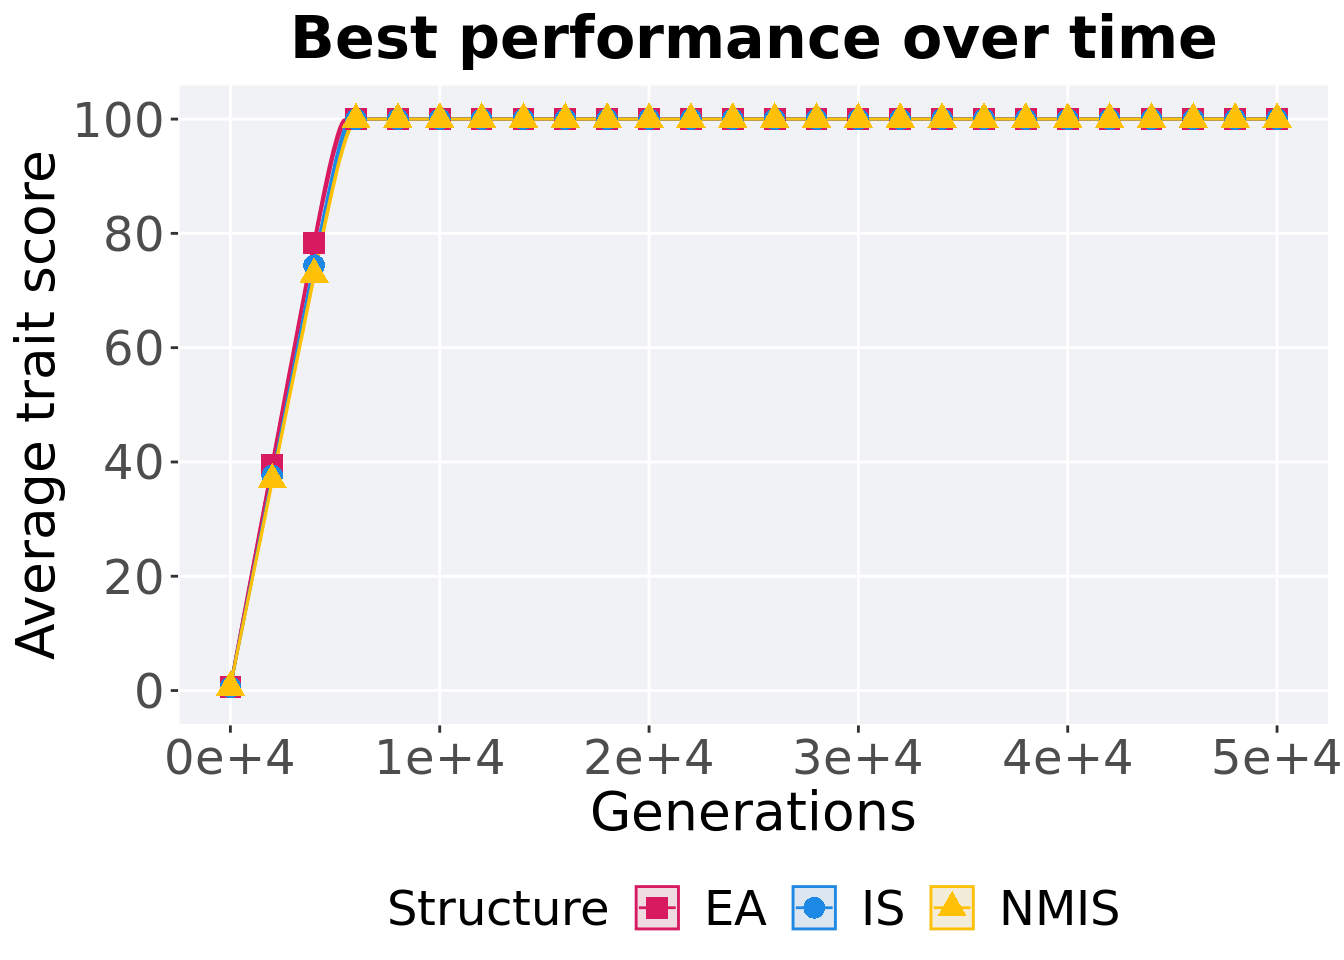 Best performance over time
Average trait score
100
80
60
40
20
0
0e+4 1e+4 2e+4 3e+4 4e+4 5e+4
Generations
Structure EA IS NMIS